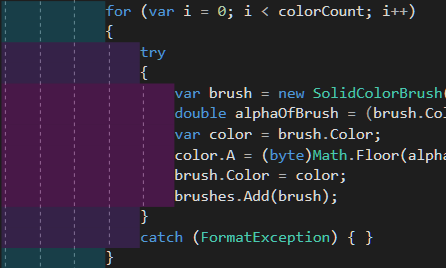 for (var i = 0; i < colorCount; i++)
{
try
{
var brush = new SolidColorBrush(
double alphaOfBrush = (brush.Col
var color = brush.Color;
color.A = (byte)Math.Floor(alpha
brush.Color = color;
brushes.Add(brush);
}
catch (FormatException) { }
}